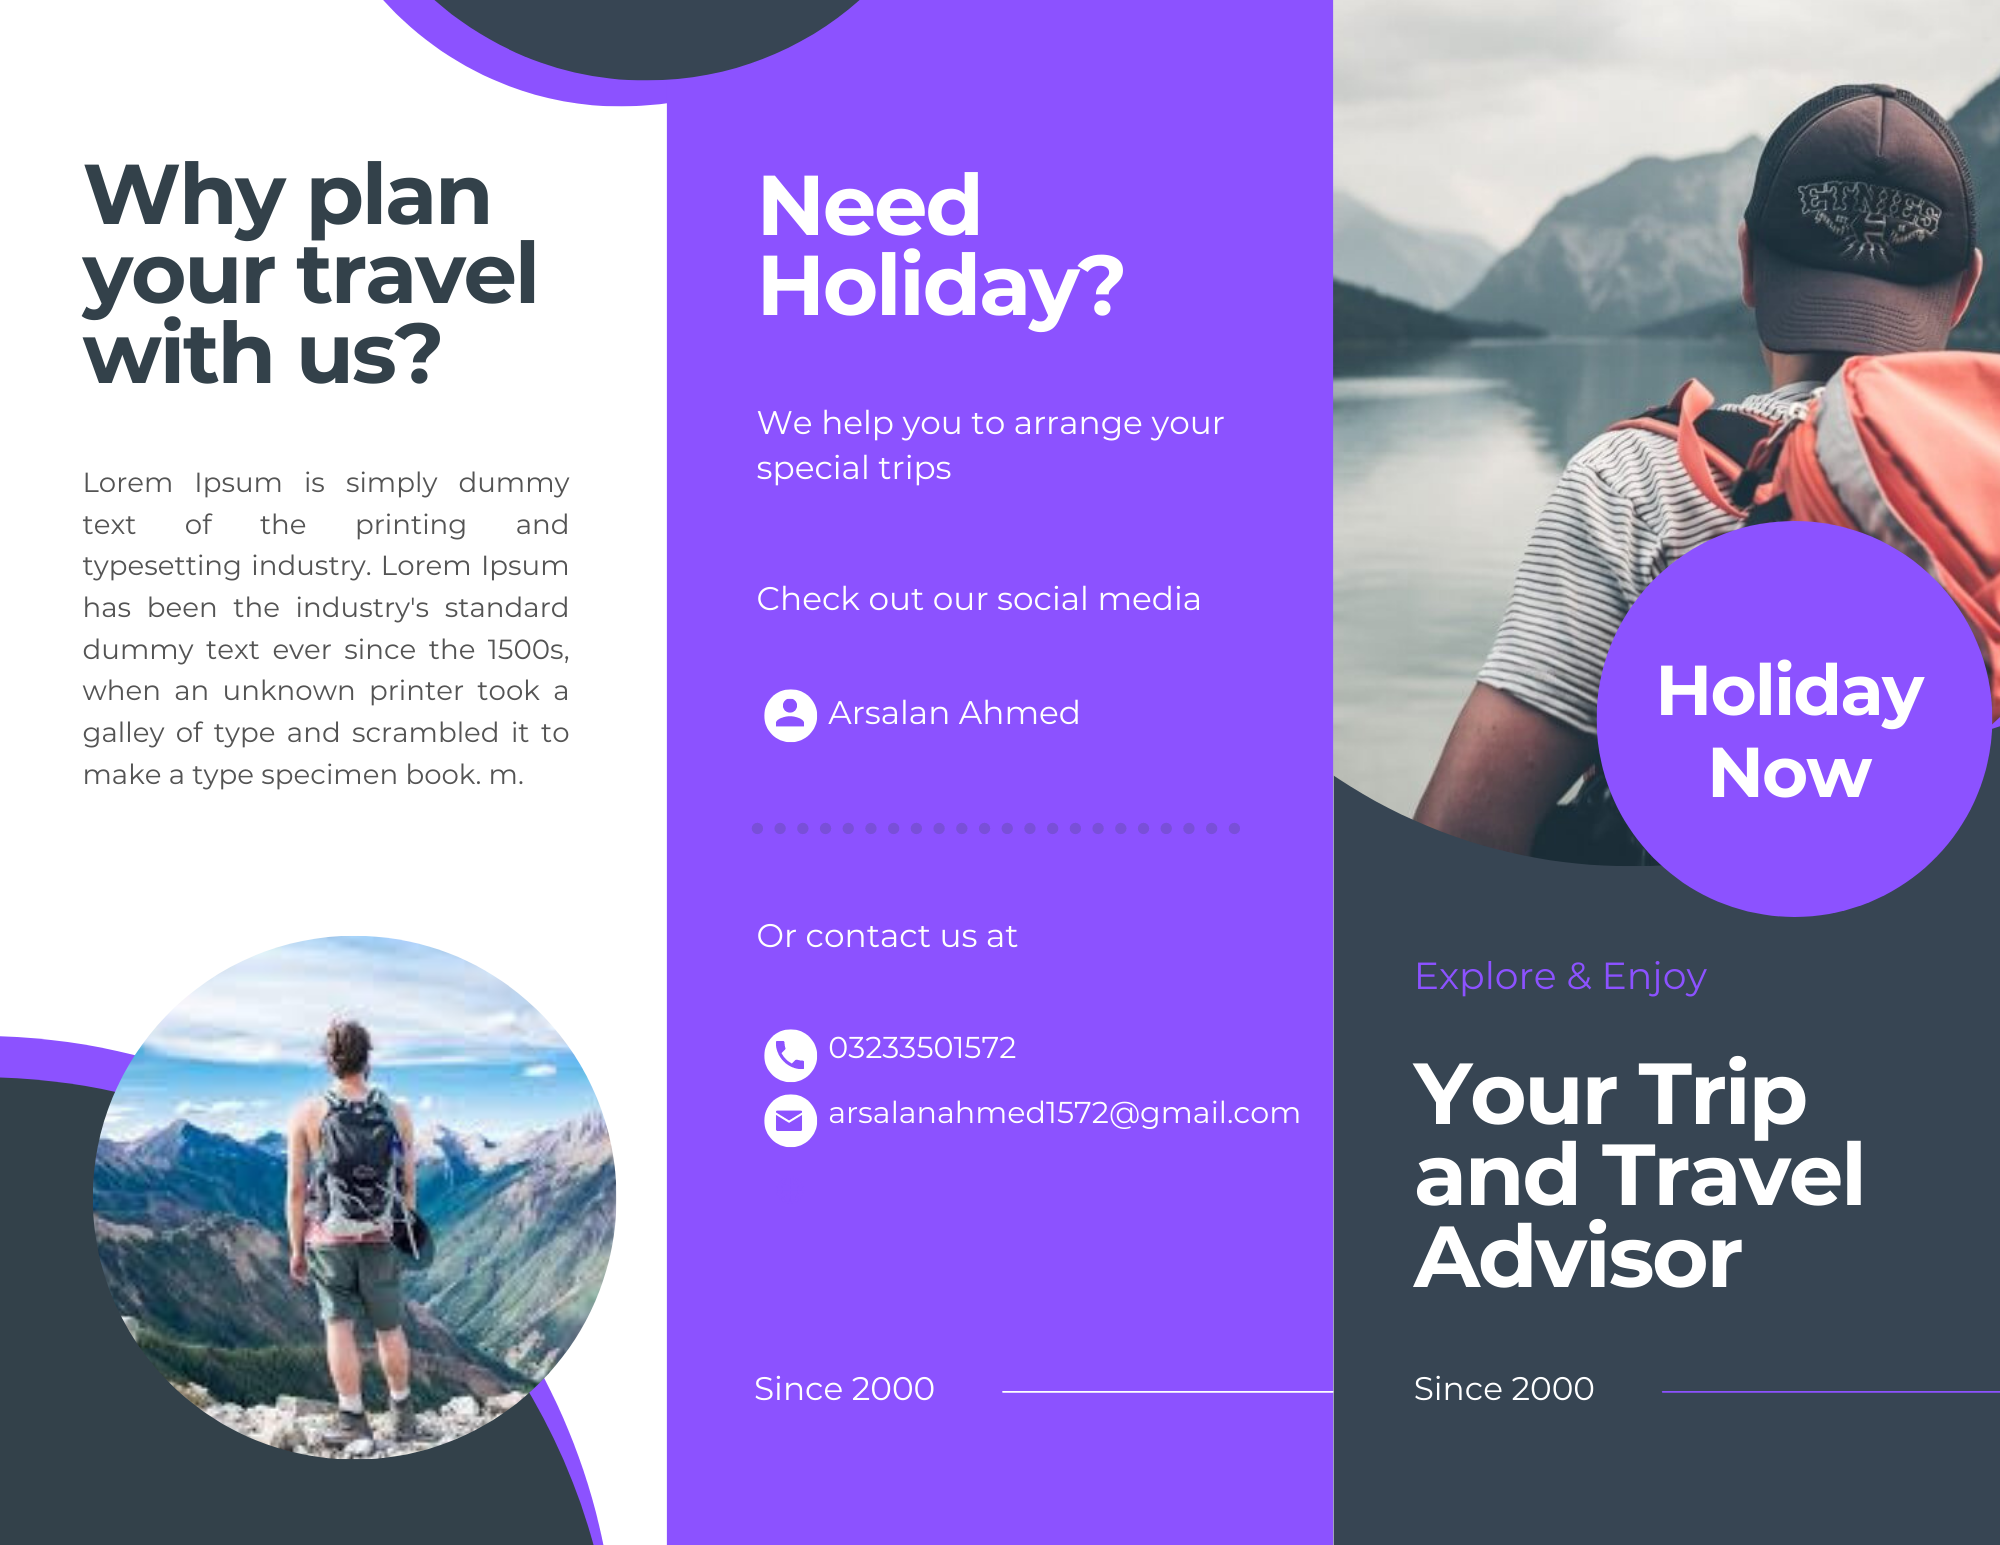 Why plan
your travel
with us?
Lorem Ipsum is simply dummy
text of the printing and
typesetting industry. Lorem Ipsum
has been the industry's standard
dummy text ever since the 1500s,
when an unknown printer took a
galley of type and scrambled it to
make a type specimen book. m.
Need
Holiday?
We help you to arrange your
special trips
Check out our social media
Arsalan Ahmed
Or contact us at
03233501572
arsalanahmed1572@gmail.com
Since 2000
ETNIES
Holiday
Now
Explore & Enjoy
Your Trip
and Travel
Advisor
Since 2000